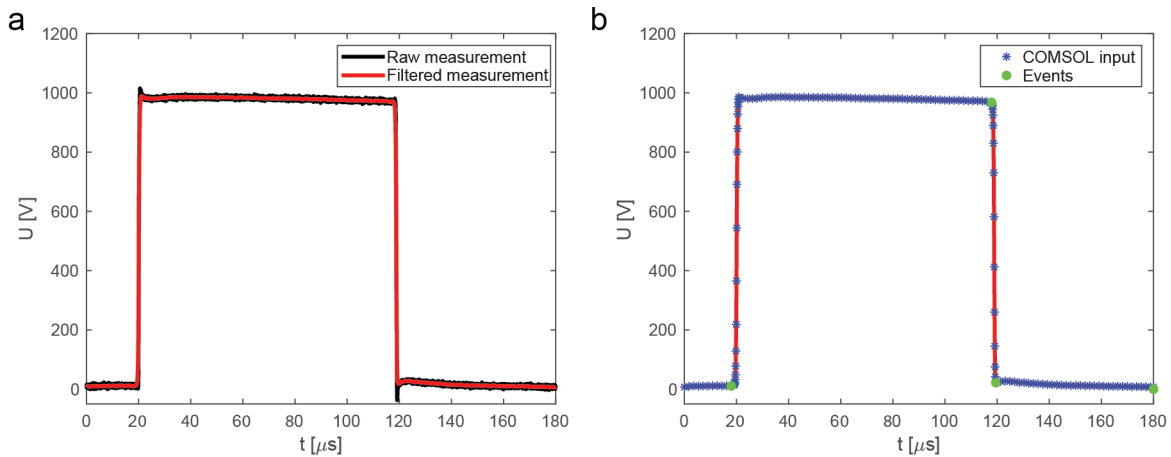 a
1200
1000
800
600
400
200
0
U [V]
0 20 40 60 80 100 120 140 160 180
t [μs]
Raw measurement
Filtered measurement
b
1200
1000
800
600
400
200
0
U [V]
0 20 40 60 80 100 120 140 160 180
t [μs]
COMSOL input
Events